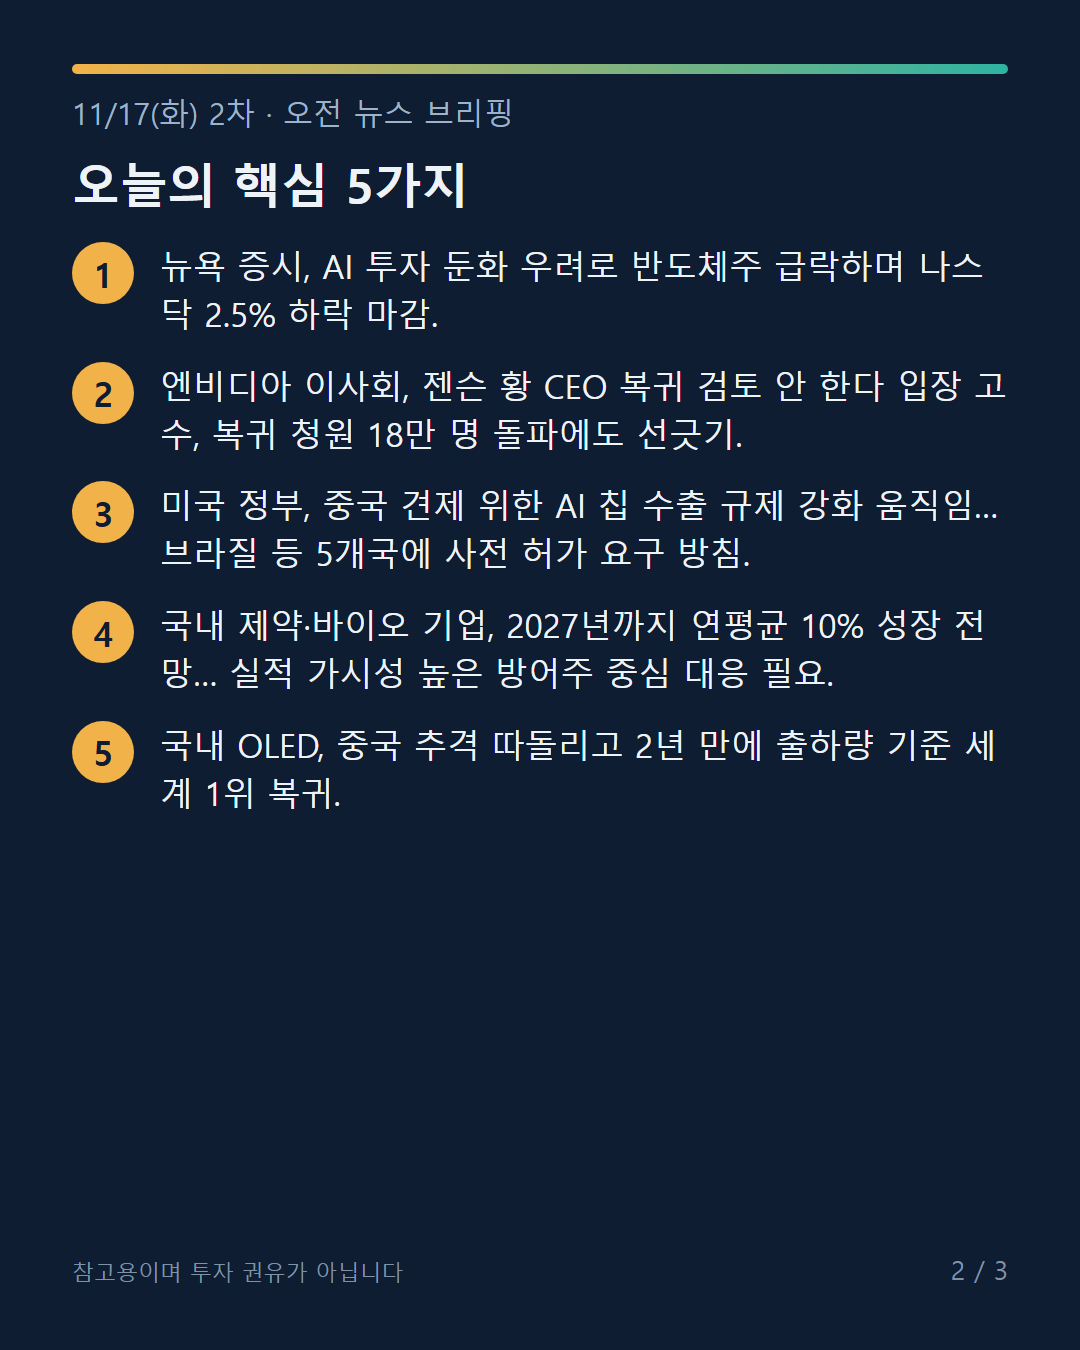 11/17(화) 2차 · 오전 뉴스 브리핑
오늘의 핵심 5가지
1 뉴욕 증시, AI 투자 둔화 우려로 반도체주 급락하며 나스
닥 2.5% 하락 마감.
2 엔비디아 이사회, 젠슨 황 CEO 복귀 검토 안 한다 입장 고
수, 복귀 청원 18만 명 돌파에도 선긋기.
3 미국 정부, 중국 견제 위한 AI 칩 수출 규제 강화 움직임...
브라질 등 5개국에 사전 허가 요구 방침.
4 국내 제약·바이오 기업, 2027년까지 연평균 10% 성장 전
망... 실적 가시성 높은 방어주 중심 대응 필요.
5 국내 OLED, 중국 추격 따돌리고 2년 만에 출하량 기준 세
계 1위 복귀.
참고용이며 투자 권유가 아닙니다
2 / 3